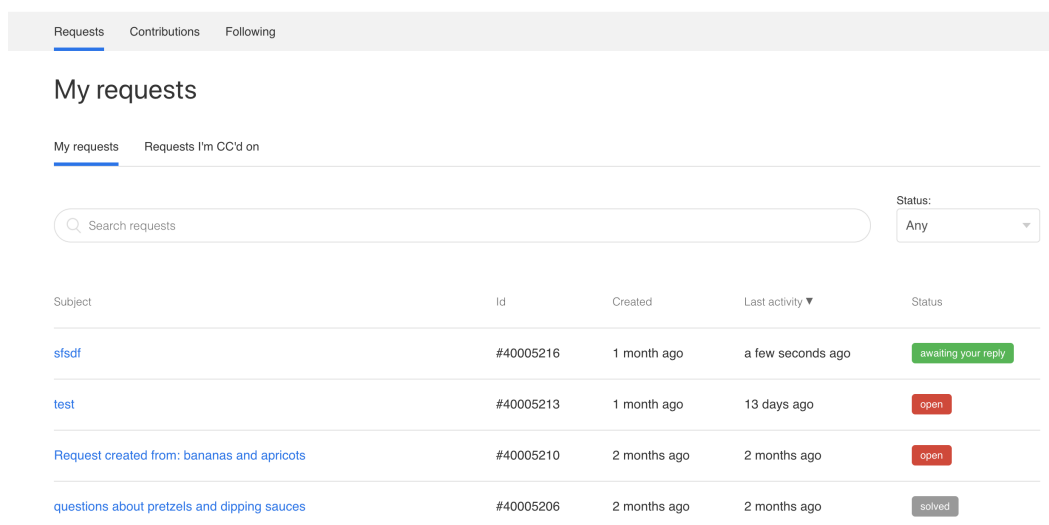 Requests Contributions Following
My requests
My requests Requests I'm CC'd on
Status:
Search requests Any
Subject Id Created Last activity ▼ Status
sfsdf #40005216 1 month ago a few seconds ago awaiting your reply
test #40005213 1 month ago 13 days ago open
Request created from: bananas and apricots #40005210 2 months ago 2 months ago open
questions about pretzels and dipping sauces #40005206 2 months ago 2 months ago solved